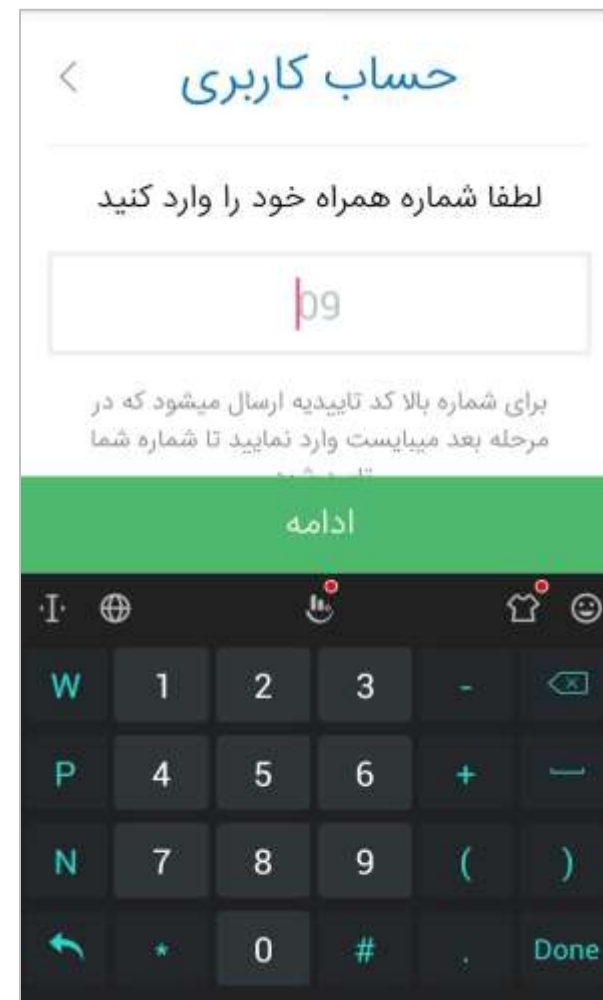 حساب کاربری
لطفا شماره همراه خود را وارد کنید
09
برای شماره بالا کد تاییدیه ارسال میشود که در
مرحله بعد میبایست وارد نمایید تا شماره شما
ادامه
W 1 2 3 -
P 4 5 6 +
N 7 8 9 ( )
* 0 # . Done